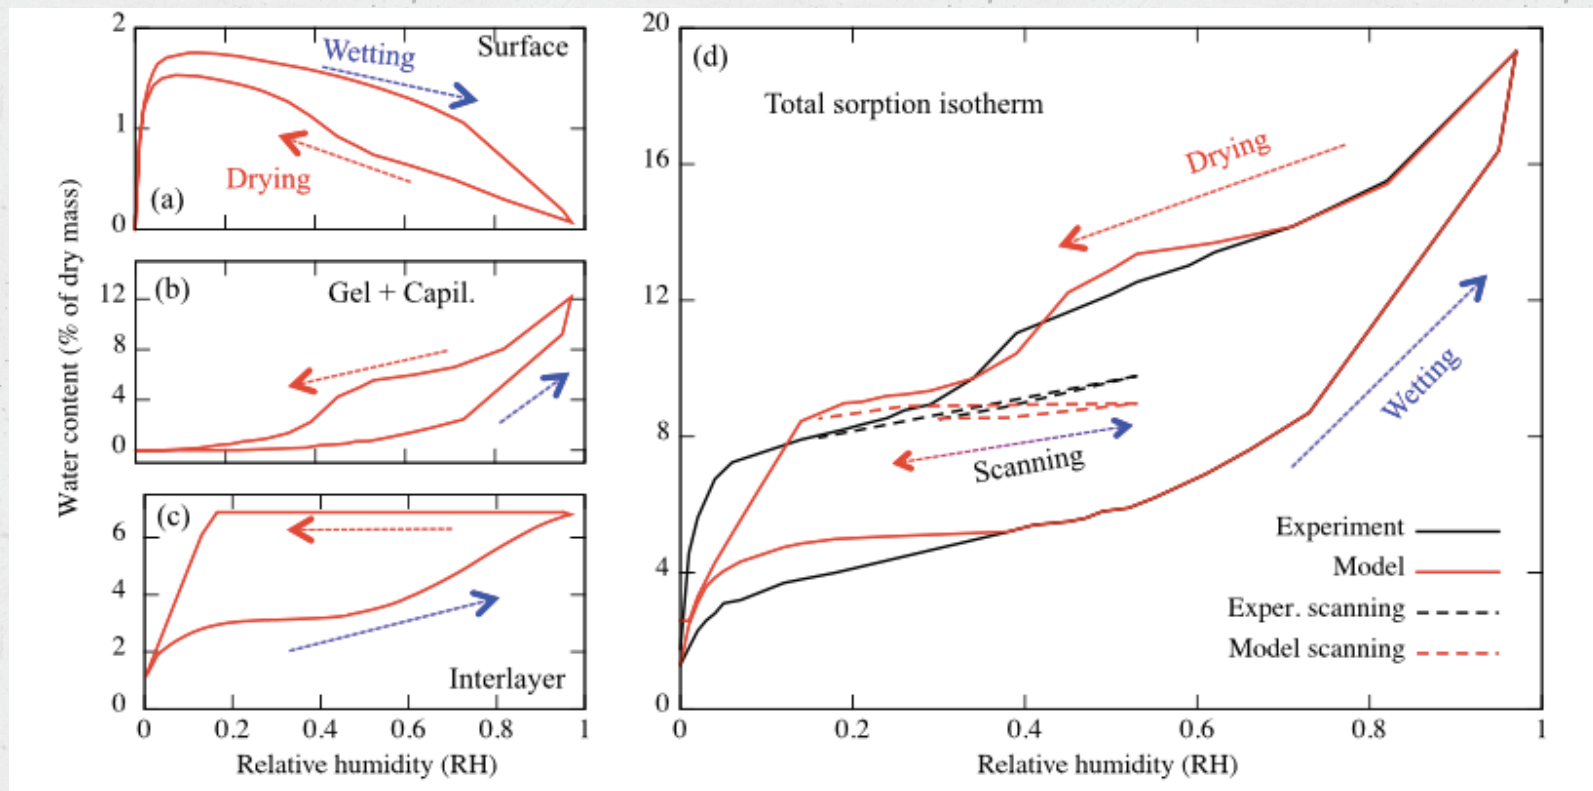 2
Surface
Wetting
1
Drying
(a)
0
(b)
Gel + Capil.
12
8
4
0
(c)
6
4
2
Interlayer
0
0 0.2 0.4 0.6 0.8 1
Relative humidity (RH)
Water content (% of dry mass)
20
(d)
Total sorption isotherm
Drying
16
12
Wetting
8
Scanning
Experiment
Model
4
Exper. scanning
Model scanning
0
0 0.2 0.4 0.6 0.8 1
Relative humidity (RH)